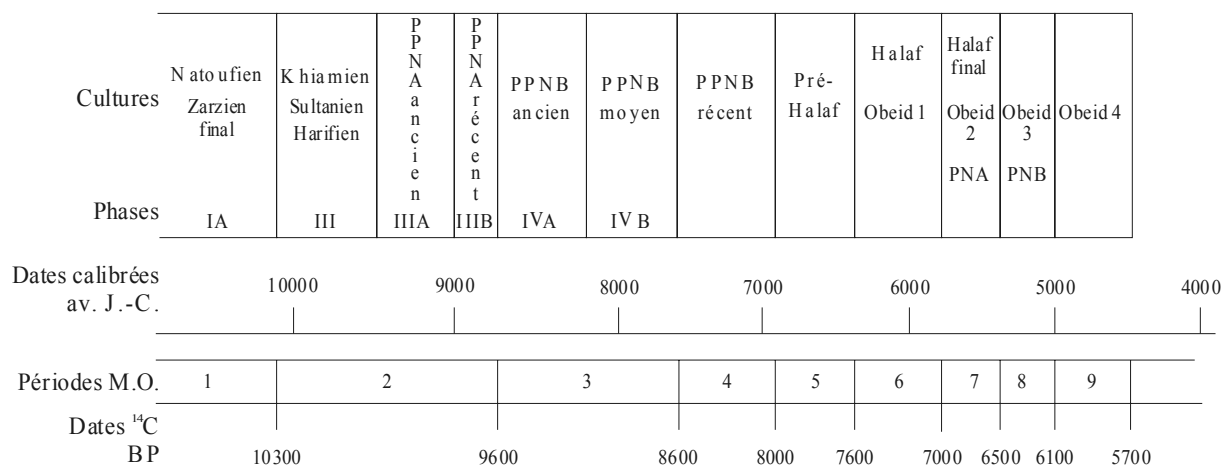 Cultures
Natoufien
Zarzien
final
Khiamien
Sultanien
Harifien
PPNA ancien
PPNA récent
PPNB
ancien
PPNB
moyen
PPNB
récent
Pré-
Halaf
Halaf
Obeid 1
Halaf
final
Obeid
2
PNA
Obeid
3
PNB
Obeid 4
Phases IA III IIIA IIIB IVA IV B
Dates calibrées
av. J.-C.
10000 9000 8000 7000 6000 5000 4000
Périodes M.O. 1 2 3 4 5 6 7 8 9
Dates ¹⁴C
BP
10300 9600 8600 8000 7600 7000 6500 6100 5700